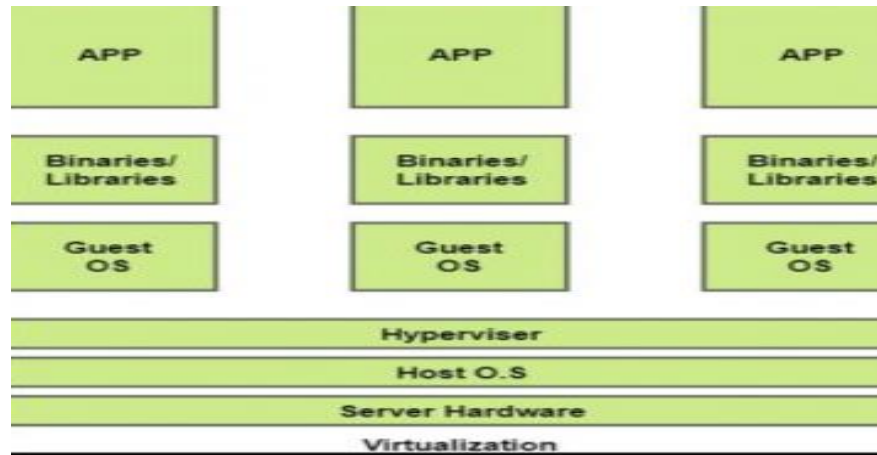 APP APP APP
Binaries/ Binaries/ Binaries/
Libraries Libraries Libraries
Guest Guest Guest
OS OS OS
Hyperviser
Host O.S
Server Hardware
Virtualization